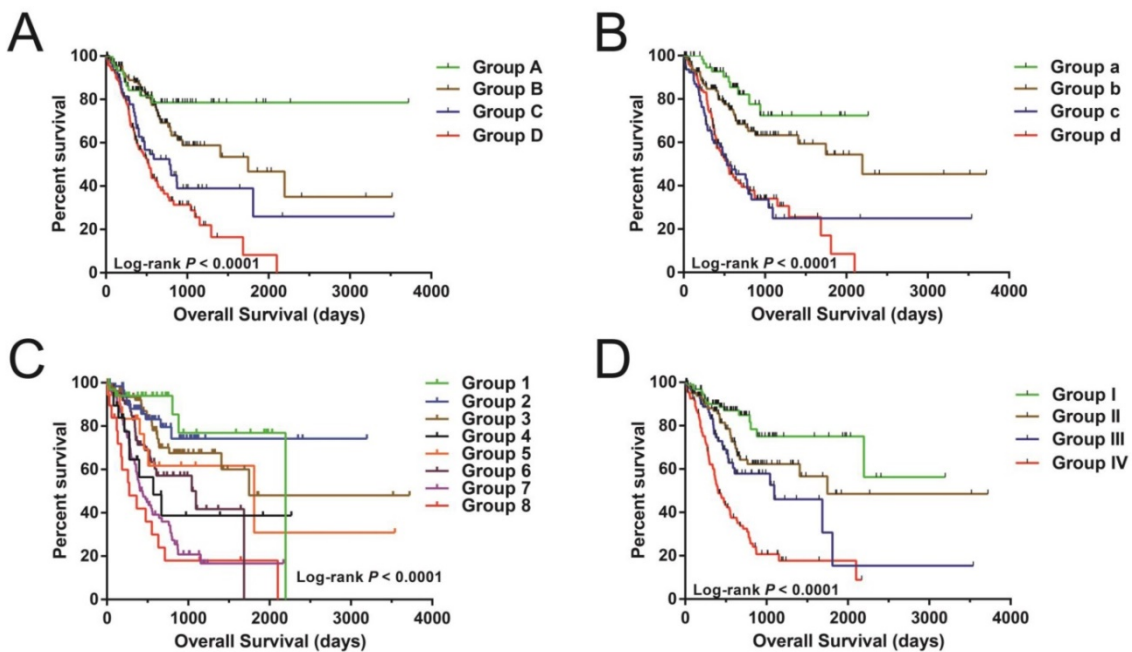 A
100
80
60
40
20
0
Percent survival
Group A
Group B
Group C
Group D
Log-rank P < 0.0001
0 1000 2000 3000 4000
Overall Survival (days)
B
100
80
60
40
20
0
Percent survival
Group a
Group b
Group c
Group d
Log-rank P < 0.0001
0 1000 2000 3000 4000
Overall Survival (days)
C
100
80
60
40
20
0
Percent survival
Group 1
Group 2
Group 3
Group 4
Group 5
Group 6
Group 7
Group 8
Log-rank P < 0.0001
0 1000 2000 3000 4000
Overall Survival (days)
D
100
80
60
40
20
0
Percent survival
Group I
Group II
Group III
Group IV
Log-rank P < 0.0001
0 1000 2000 3000 4000
Overall Survival (days)